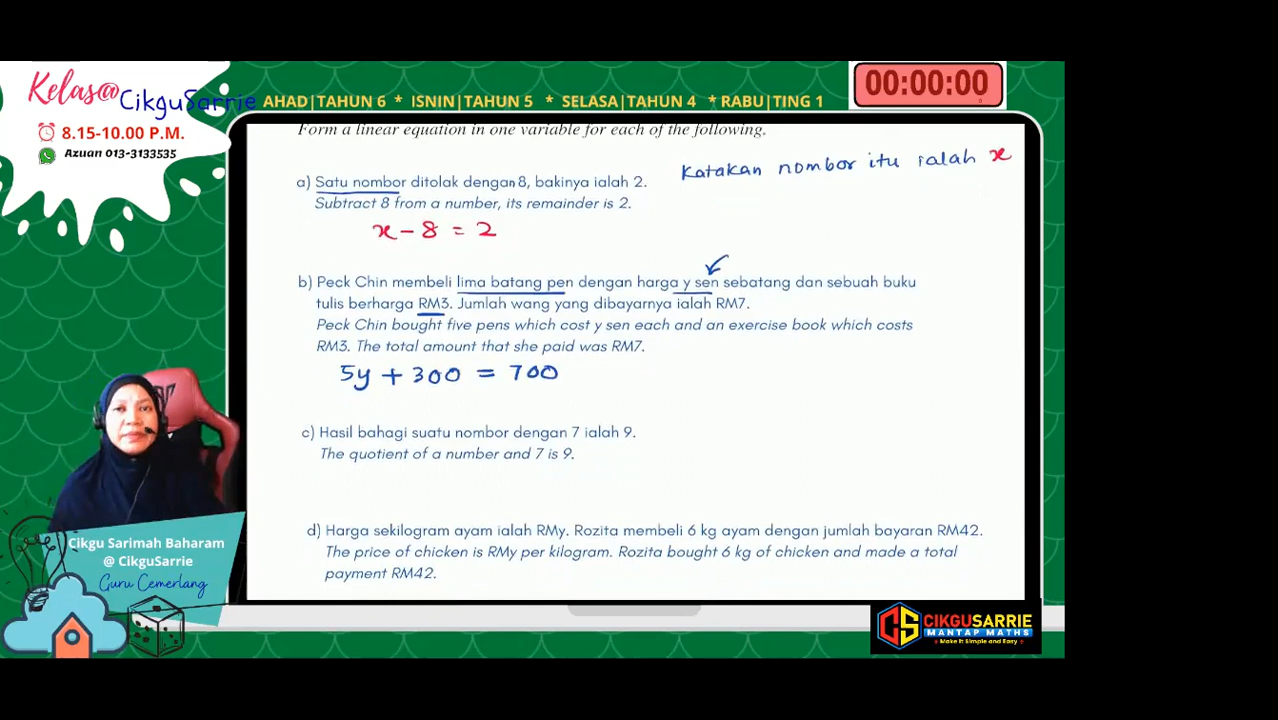 Kelas@CikguSarrie
8.15-10.00 P.M.
Azuan 013-3133535
AHAD|TAHUN 6 * ISNIN|TAHUN 5 * SELASA|TAHUN 4 * RABU|TING 1
00:00:00
Form a linear equation in one variable for each of the following.
Katakan nombor itu ialah x
a) Satu nombor ditolak dengan 8, bakinya ialah 2.
Subtract 8 from a number, its remainder is 2.
x - 8 = 2
b) Peck Chin membeli lima batang pen dengan harga y sen sebatang dan sebuah buku
tulis berharga RM3. Jumlah wang yang dibayarnya ialah RM7.
Peck Chin bought five pens which cost y sen each and an exercise book which costs
RM3. The total amount that she paid was RM7.
5y + 300 = 700
c) Hasil bahagi suatu nombor dengan 7 ialah 9.
The quotient of a number and 7 is 9.
d) Harga sekilogram ayam ialah RMy. Rozita membeli 6 kg ayam dengan jumlah bayaran RM42.
The price of chicken is RMy per kilogram. Rozita bought 6 kg of chicken and made a total
payment RM42.
Cikgu Sarimah Baharam
@ CikguSarrie
Guru Cemerlang
CS CIKGUSARRIE
MANTAP MATHS
Make It Simple and Easy